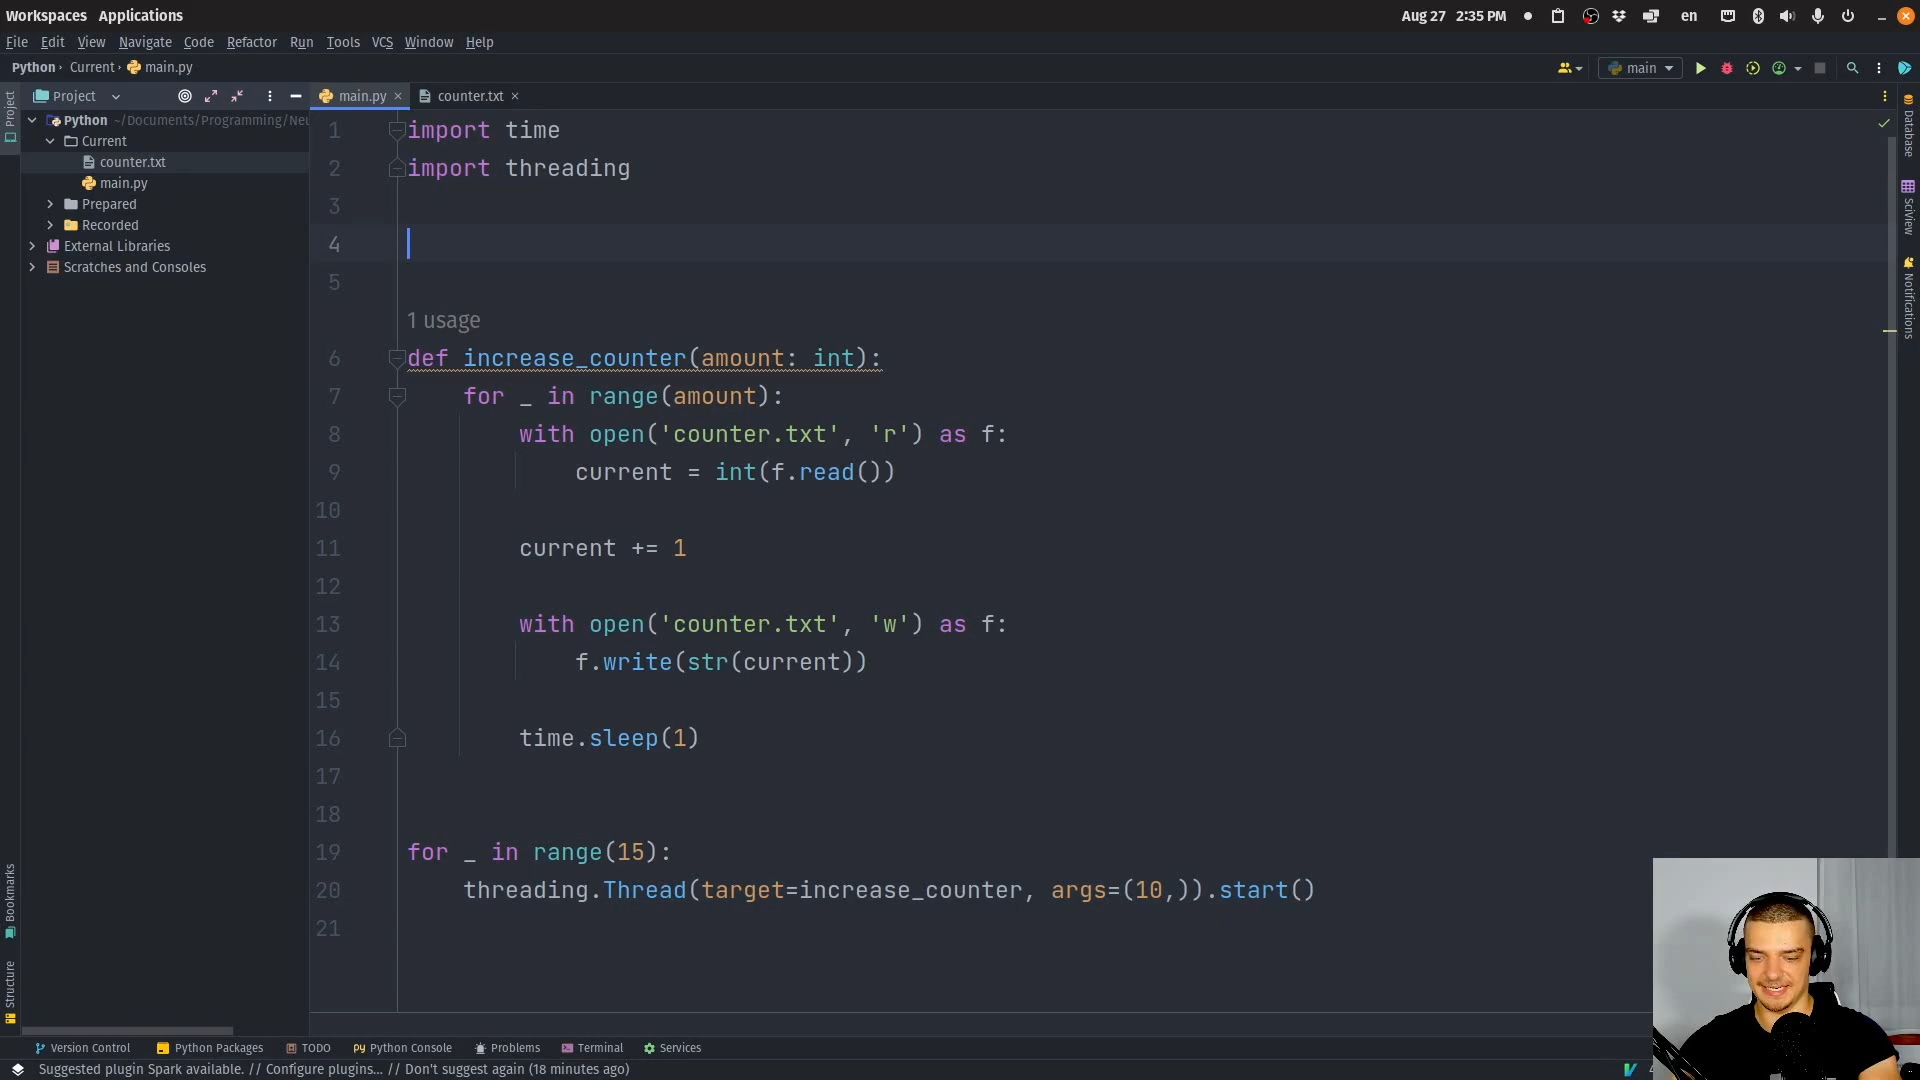 Workspaces Applications
Aug 27 2:35 PM
en
File Edit View Navigate Code Refactor Run Tools VCS Window Help
Python › Current › main.py
main
Project
main.py
counter.txt
Project
Python ~/Documents/Programming/Neu
Current
counter.txt
main.py
Prepared
Recorded
External Libraries
Scratches and Consoles
1 import time
2 import threading
3
4
5
1 usage
6 def increase_counter(amount: int):
7 for _ in range(amount):
8 with open('counter.txt', 'r') as f:
9 current = int(f.read())
10
11 current += 1
12
13 with open('counter.txt', 'w') as f:
14 f.write(str(current))
15
16 time.sleep(1)
17
18
19 for _ in range(15):
20 threading.Thread(target=increase_counter, args=(10,)).start()
21
Database
SciView
Notifications
Bookmarks
Structure
Version Control Python Packages TODO Python Console Problems Terminal Services
Suggested plugin Spark available. // Configure plugins... // Don't suggest again (18 minutes ago)